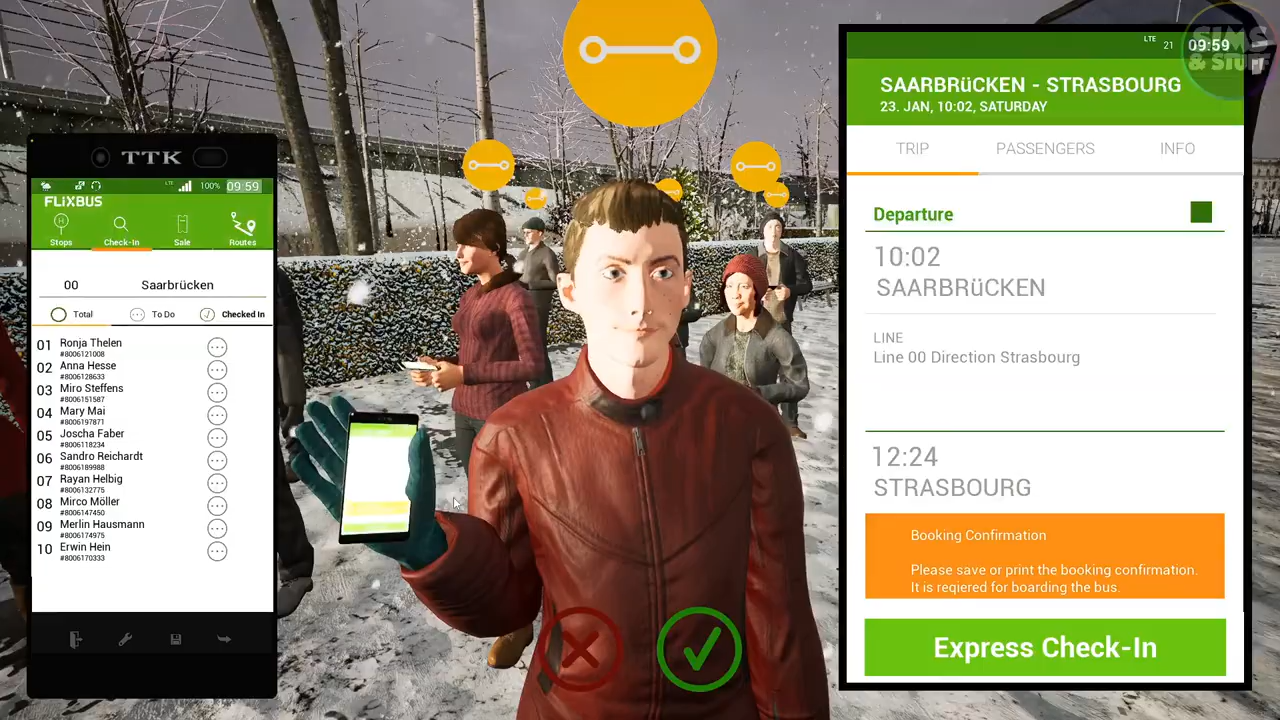 TTK
LTE 100% 09:59
FLiXBUS
H
Stops Check-In Sale Routes
00 Saarbrücken
Total To Do Checked In
01 Ronja Thelen
#8006121008
02 Anna Hesse
#8006128633
03 Miro Steffens
#8006151587
04 Mary Mai
#8006197871
05 Joscha Faber
#8006118234
06 Sandro Reichardt
#8006189988
07 Rayan Helbig
#8006132775
08 Mirco Möller
#8006147450
09 Merlin Hausmann
#8006174975
10 Erwin Hein
#8006170333
LTE 21 09:59
SIMS
& STUFF
SAARBRüCKEN - STRASBOURG
23. JAN, 10:02, SATURDAY
TRIP PASSENGERS INFO
Departure
10:02
SAARBRüCKEN
LINE
Line 00 Direction Strasbourg
12:24
STRASBOURG
Booking Confirmation
Please save or print the booking confirmation.
It is reqiered for boarding the bus.
Express Check-In